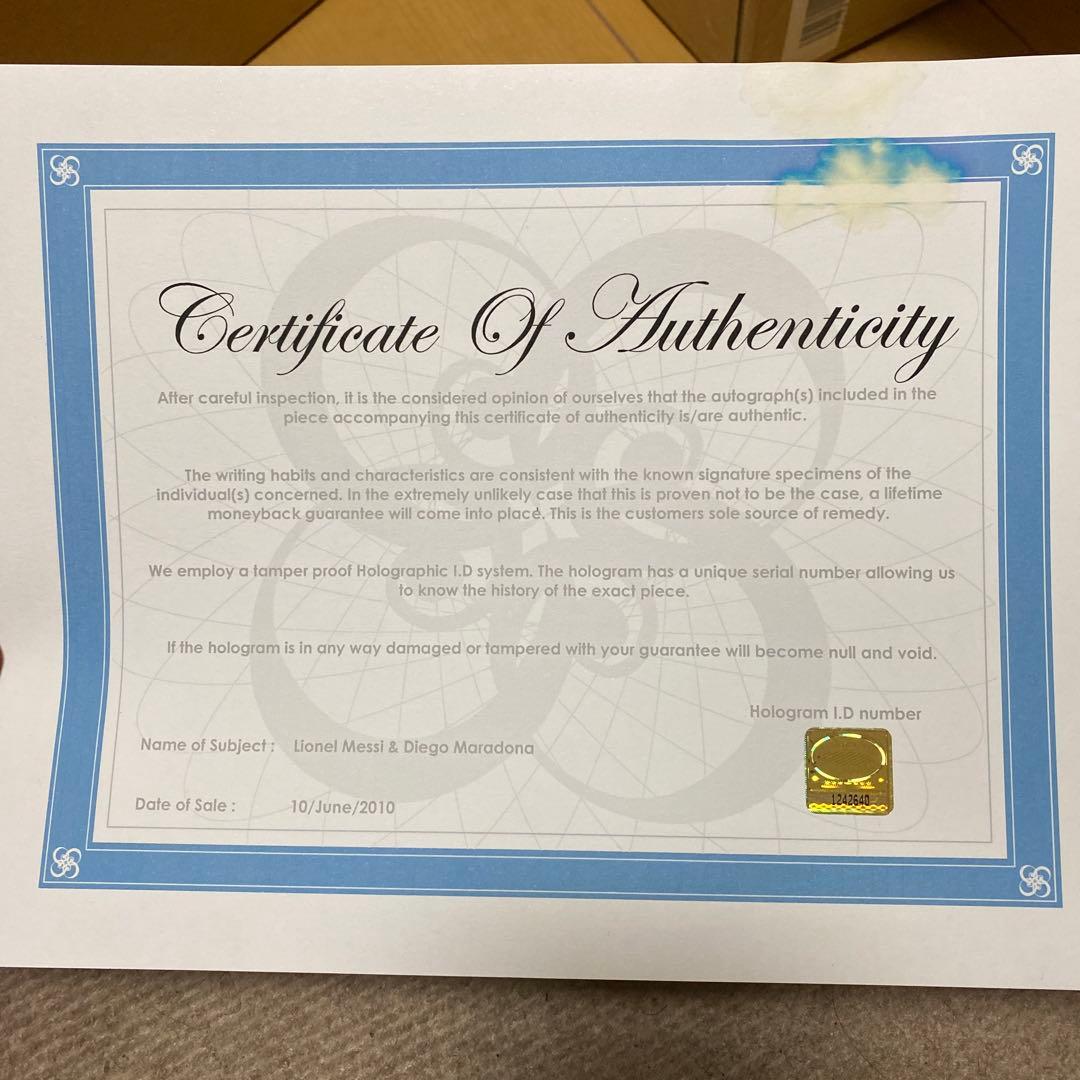 Certificate Of Authenticity
After careful inspection, it is the considered opinion of ourselves that the autograph(s) included in the
piece accompanying this certificate of authenticity is/are authentic.
The writing habits and characteristics are consistent with the known signature specimens of the
individual(s) concerned. In the extremely unlikely case that this is proven not to be the case, a lifetime
moneyback guarantee will come into place. This is the customers sole source of remedy.
We employ a tamper proof Holographic I.D system. The hologram has a unique serial number allowing us
to know the history of the exact piece.
If the hologram is in any way damaged or tampered with your guarantee will become null and void.
Hologram I.D number
Name of Subject : Lionel Messi & Diego Maradona
1242640
Date of Sale : 10/June/2010